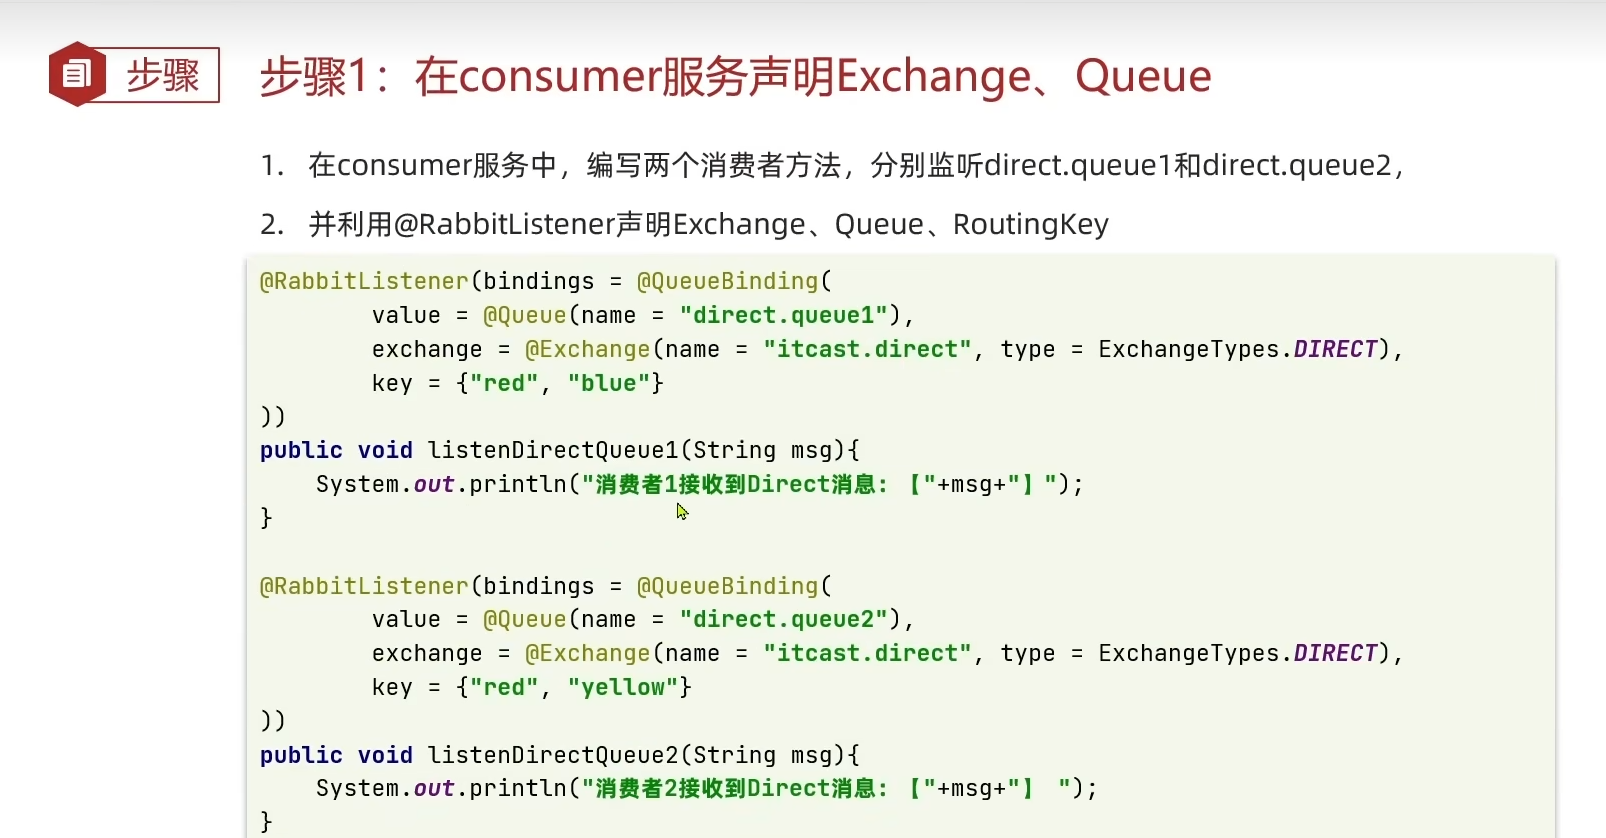 步骤
步骤1：在consumer服务声明Exchange、Queue
1. 在consumer服务中，编写两个消费者方法，分别监听direct.queue1和direct.queue2，
2. 并利用@RabbitListener声明Exchange、Queue、RoutingKey
@RabbitListener(bindings = @QueueBinding(
        value = @Queue(name = "direct.queue1"),
        exchange = @Exchange(name = "itcast.direct", type = ExchangeTypes.DIRECT),
        key = {"red", "blue"}
))
public void listenDirectQueue1(String msg){
    System.out.println("消费者1接收到Direct消息：【"+msg+"】");
}
@RabbitListener(bindings = @QueueBinding(
        value = @Queue(name = "direct.queue2"),
        exchange = @Exchange(name = "itcast.direct", type = ExchangeTypes.DIRECT),
        key = {"red", "yellow"}
))
public void listenDirectQueue2(String msg){
    System.out.println("消费者2接收到Direct消息：【"+msg+"】 ");
}